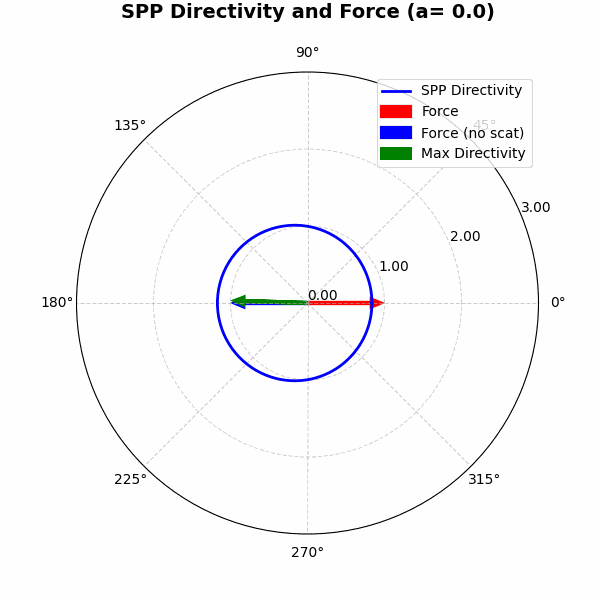 SPP Directivity and Force (a= 0.0)
90°
SPP Directivity
Force
Force (no scat)
Max Directivity
45°
135°
3.00
2.00
1.00
0.00
180°
0°
225°
315°
270°